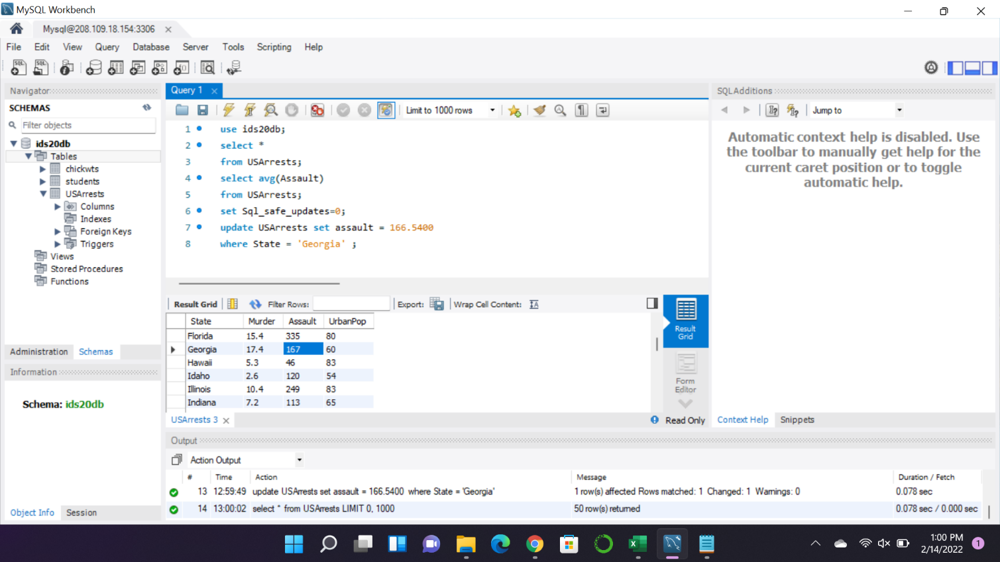 MySQL Workbench
Mysql@208.109.18.154:3306
File Edit View Query Database Server Tools Scripting Help
Navigator
SCHEMAS
Filter objects
ids20db
Tables
chickwts
students
USArrests
Columns
Indexes
Foreign Keys
Triggers
Views
Stored Procedures
Functions
Administration Schemas
Information
Schema: ids20db
Object Info Session
Query 1
Limit to 1000 rows
1 use ids20db;
2 select *
3 from USArrests;
4 select avg(Assault)
5 from USArrests;
6 set Sql_safe_updates=0;
7 update USArrests set assault = 166.5400
8 where State = 'Georgia' ;
Result Grid Filter Rows: Export: Wrap Cell Content:
State Murder Assault UrbanPop
Florida 15.4 335 80
Georgia 17.4 167 60
Hawaii 5.3 46 83
Idaho 2.6 120 54
Illinois 10.4 249 83
Indiana 7.2 113 65
Result
Grid
Form
Editor
USArrests 3
Read Only
SQLAdditions
Jump to
Automatic context help is disabled. Use
the toolbar to manually get help for the
current caret position or to toggle
automatic help.
Context Help Snippets
Output
Action Output
# Time Action Message Duration / Fetch
13 12:59:49 update USArrests set assault = 166.5400 where State = 'Georgia' 1 row(s) affected Rows matched: 1 Changed: 1 Warnings: 0 0.078 sec
14 13:00:02 select * from USArrests LIMIT 0, 1000 50 row(s) returned 0.078 sec / 0.000 sec
1:00 PM
2/14/2022
1